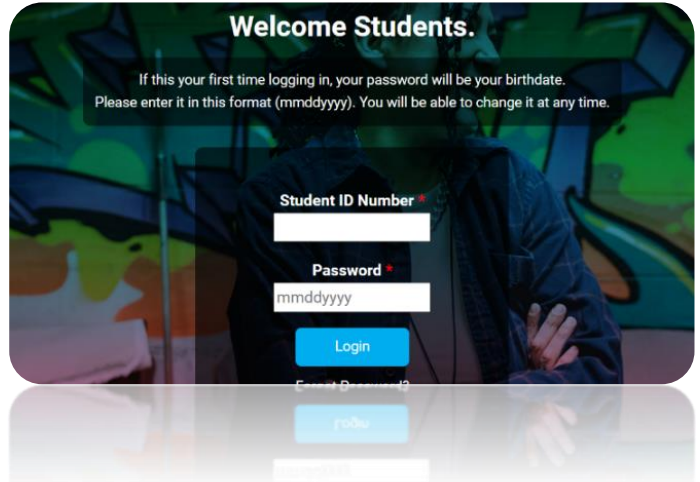 Welcome Students.
If this your first time logging in, your password will be your birthdate.
Please enter it in this format (mmddyyyy). You will be able to change it at any time.
Student ID Number *
Password *
mmddyyyy
Login
Forgot Password?